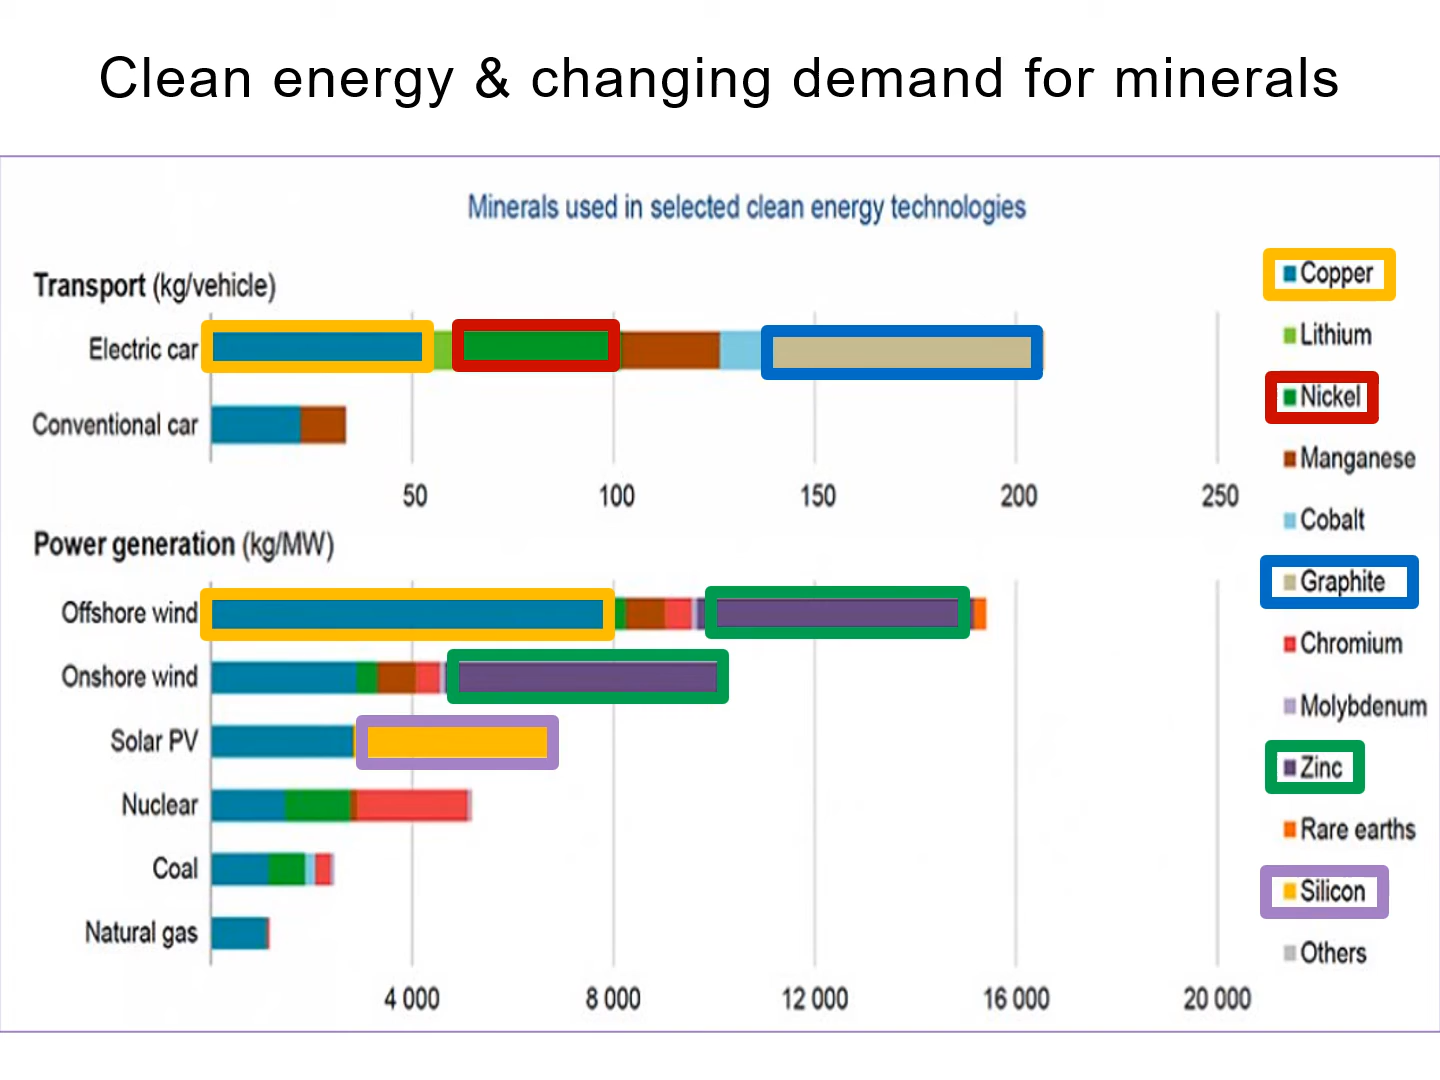 Clean energy & changing demand for minerals
Minerals used in selected clean energy technologies
Transport (kg/vehicle)
Electric car
Conventional car
50 100 150 200 250
Power generation (kg/MW)
Offshore wind
Onshore wind
Solar PV
Nuclear
Coal
Natural gas
4 000 8 000 12 000 16 000 20 000
Copper
Lithium
Nickel
Manganese
Cobalt
Graphite
Chromium
Molybdenum
Zinc
Rare earths
Silicon
Others